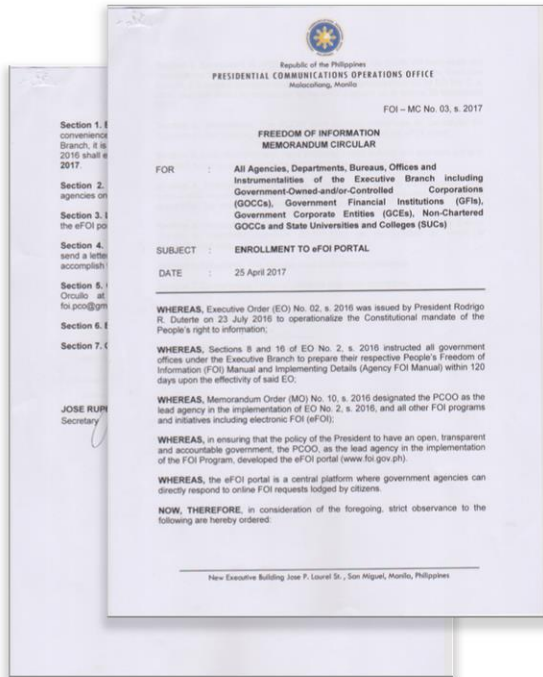 Republic of the Philippines
PRESIDENTIAL COMMUNICATIONS OPERATIONS OFFICE
Malacañang, Manila
FOI – MC No. 03, s. 2017
FREEDOM OF INFORMATION
MEMORANDUM CIRCULAR
FOR : All Agencies, Departments, Bureaus, Offices and
Instrumentalities of the Executive Branch including
Government-Owned-and/or-Controlled Corporations
(GOCCs), Government Financial Institutions (GFIs),
Government Corporate Entities (GCEs), Non-Chartered
GOCCs and State Universities and Colleges (SUCs)
SUBJECT : ENROLLMENT TO eFOI PORTAL
DATE : 25 April 2017
WHEREAS, Executive Order (EO) No. 02, s. 2016 was issued by President Rodrigo
R. Duterte on 23 July 2016 to operationalize the Constitutional mandate of the
People's right to information;
WHEREAS, Sections 8 and 16 of EO No. 2, s. 2016 instructed all government
offices under the Executive Branch to prepare their respective People's Freedom of
Information (FOI) Manual and Implementing Details (Agency FOI Manual) within 120
days upon the effectivity of said EO;
WHEREAS, Memorandum Order (MO) No. 10, s. 2016 designated the PCOO as the
lead agency in the implementation of EO No. 2, s. 2016, and all other FOI programs
and initiatives including electronic FOI (eFOI);
WHEREAS, in ensuring that the policy of the President to have an open, transparent
and accountable government, the PCOO, as the lead agency in the implementation
of the FOI Program, developed the eFOI portal (www.foi.gov.ph).
WHEREAS, the eFOI portal is a central platform where government agencies can
directly respond to online FOI requests lodged by citizens.
NOW, THEREFORE, in consideration of the foregoing, strict observance to the
following are hereby ordered:
New Executive Building Jose P. Laurel St., San Miguel, Manila, Philippines
Section 1.
convenience
Branch, it is
2016 shall e
2017.
Section 2.
agencies on
Section 3.
the eFOI po
Section 4.
send a lette
accomplish
Section 5.
Orcullo at
foi.pco@gm
Section 6.
Section 7.
JOSE RUP
Secretary